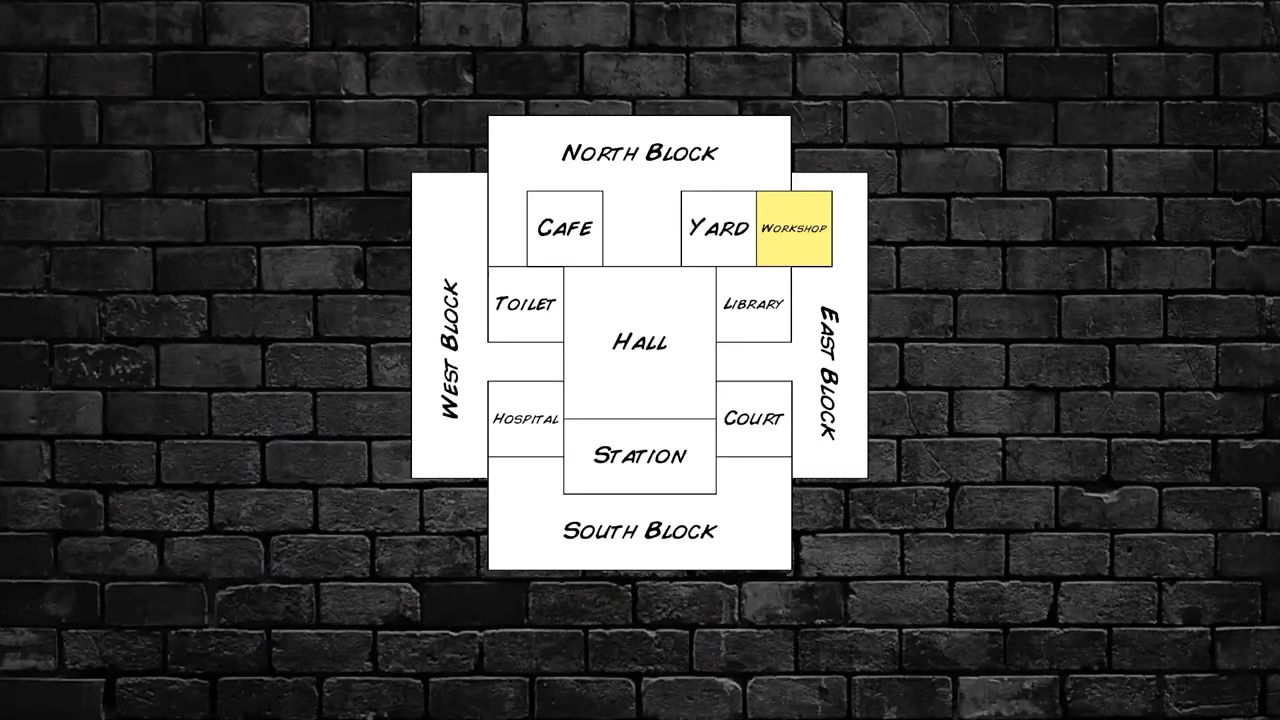 NORTH BLOCK
CAFE
YARD
WORKSHOP
TOILET
LIBRARY
HALL
WEST BLOCK
EAST BLOCK
HOSPITAL
COURT
STATION
SOUTH BLOCK